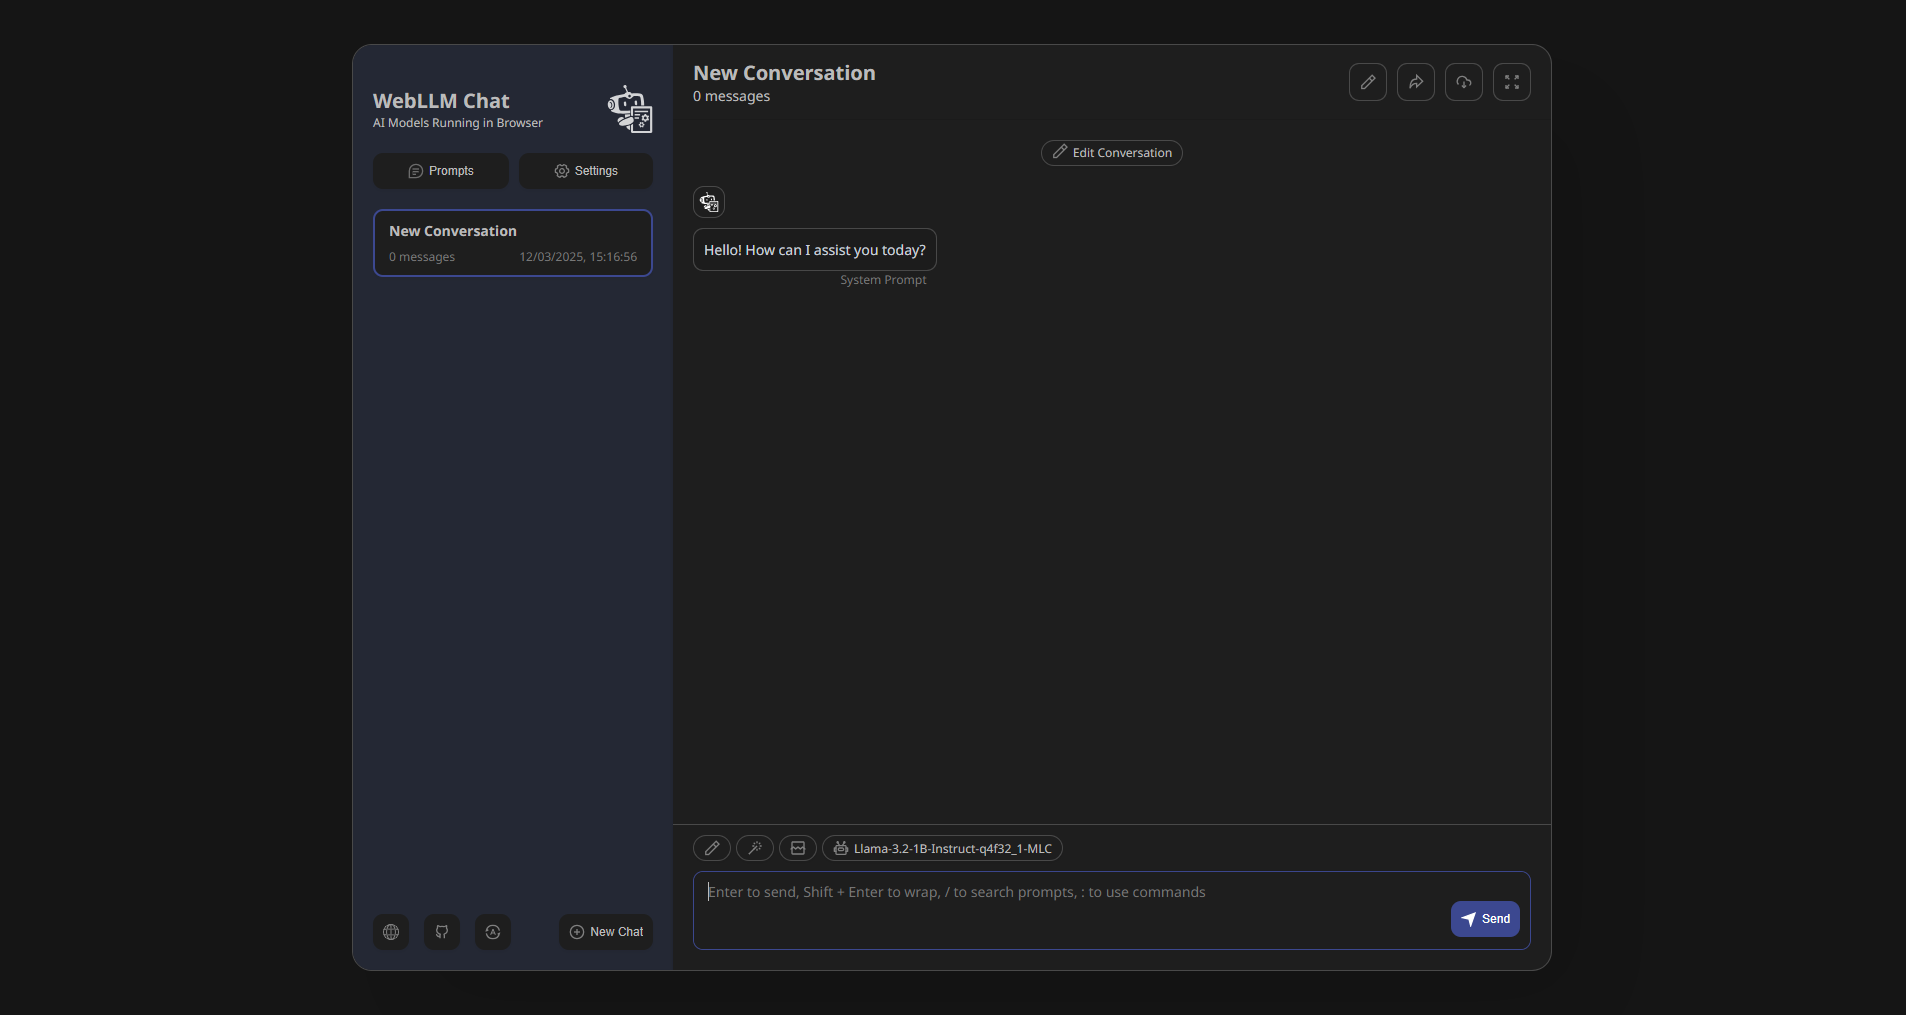 WebLLM Chat
AI Models Running in Browser
Prompts
Settings
New Conversation
0 messages
12/03/2025, 15:16:56
New Chat
New Conversation
0 messages
Edit Conversation
Hello! How can I assist you today?
System Prompt
Llama-3.2-1B-Instruct-q4f32_1-MLC
Enter to send, Shift + Enter to wrap, / to search prompts, : to use commands
Send